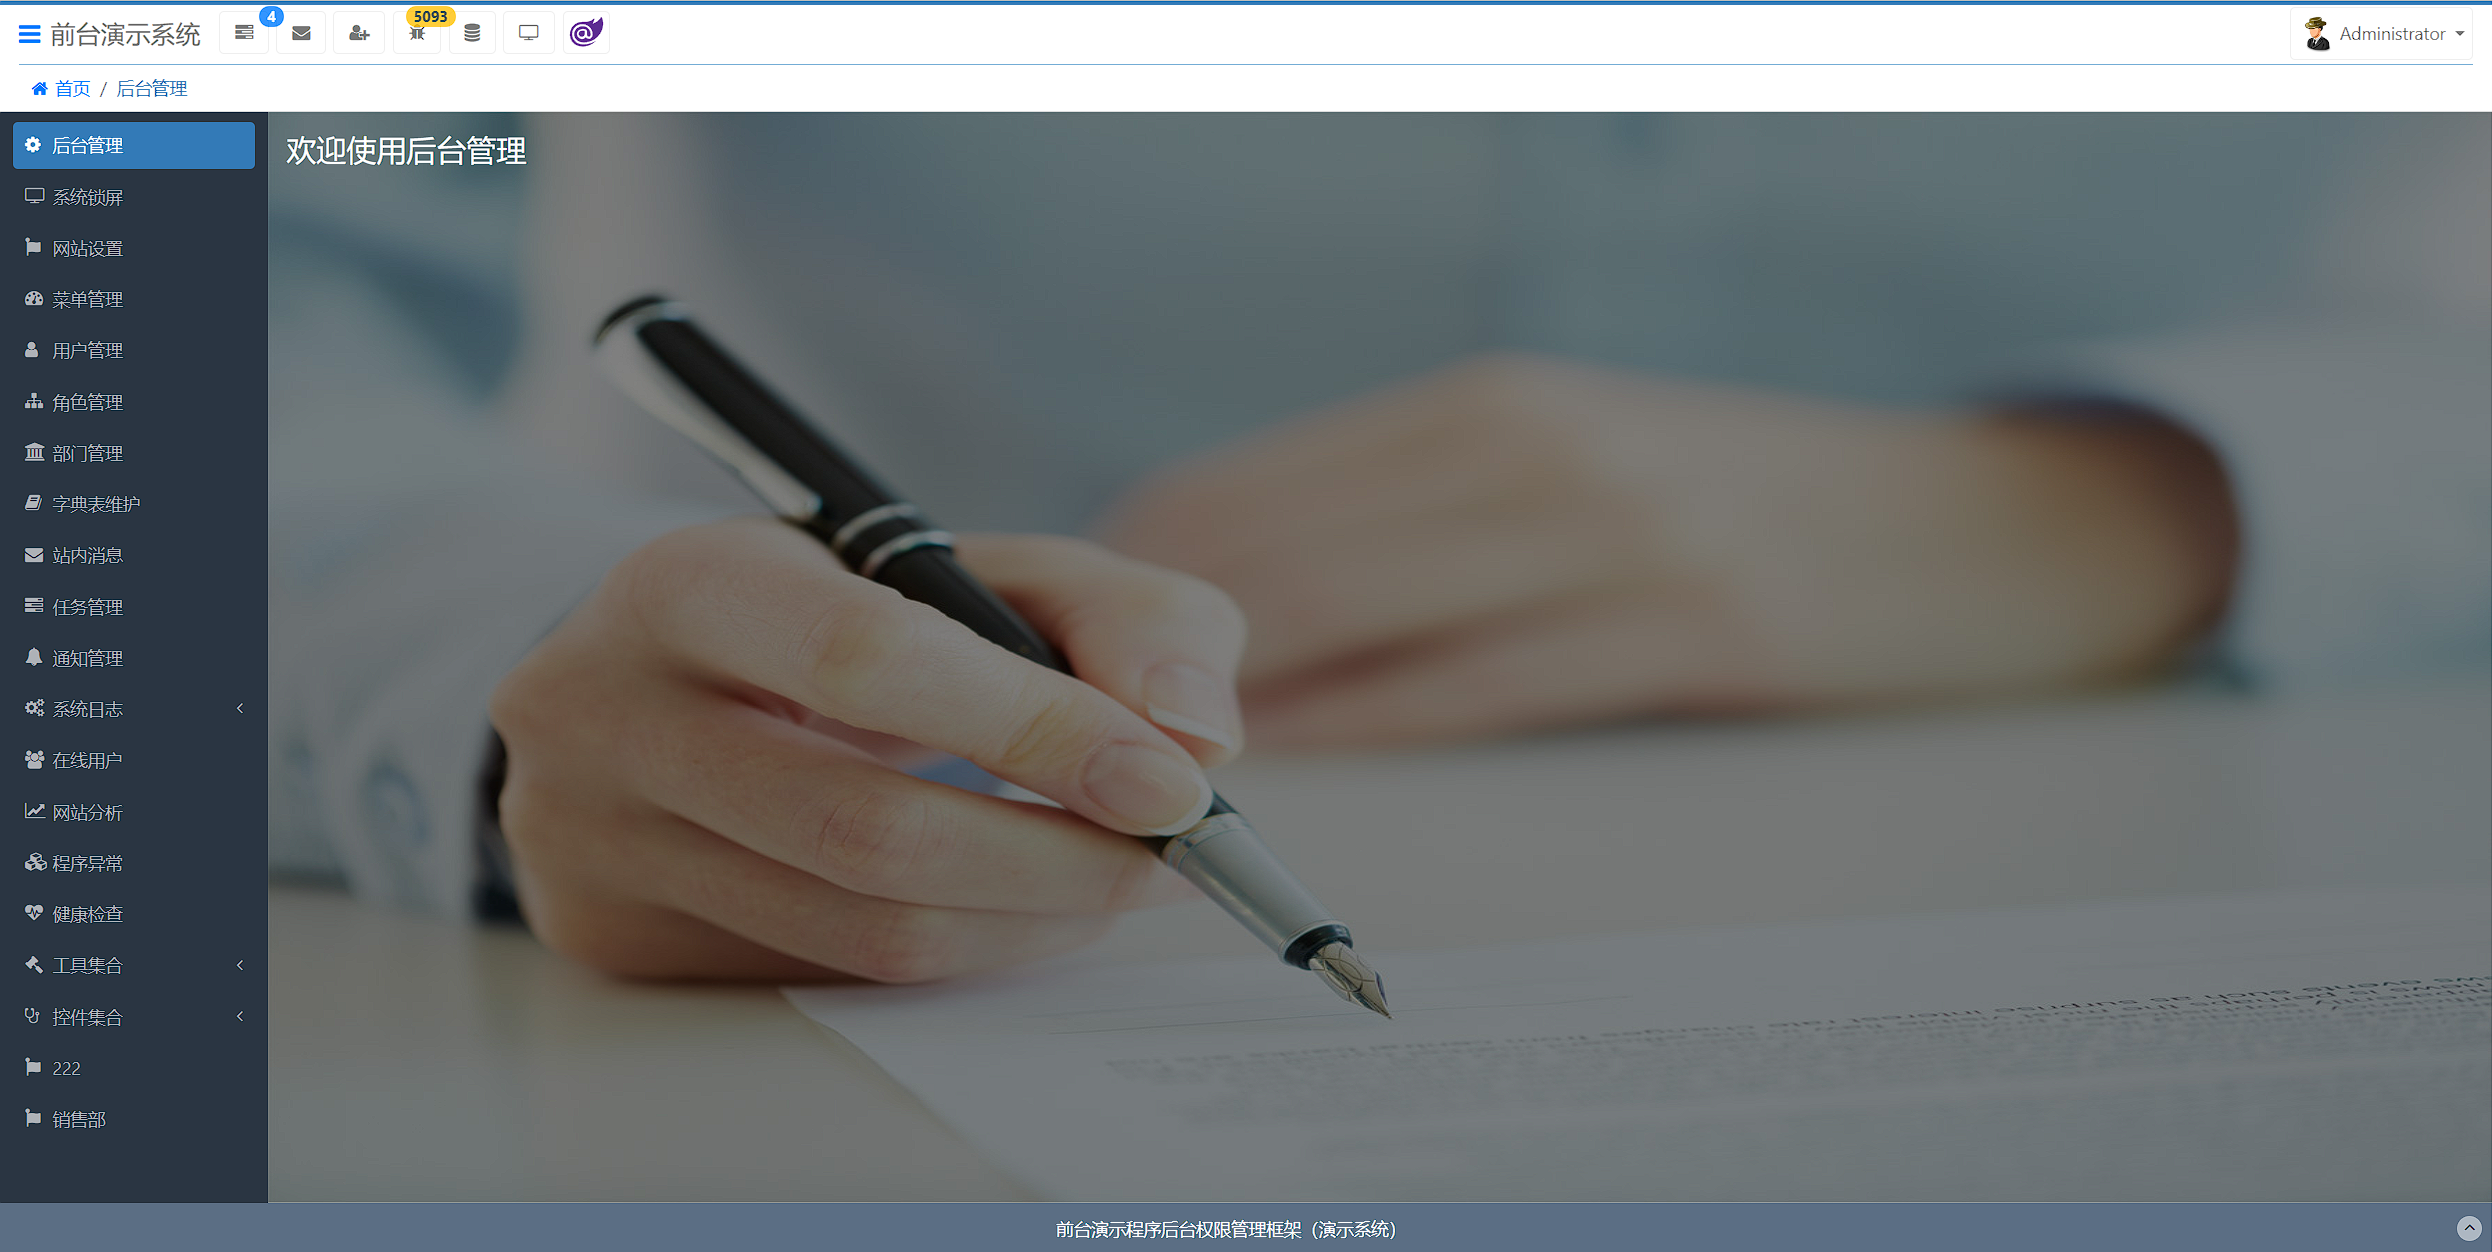 前台演示系统
4
5093
Administrator
首页 / 后台管理
后台管理
欢迎使用后台管理
系统锁屏
网站设置
菜单管理
用户管理
角色管理
部门管理
字典表维护
站内消息
任务管理
通知管理
系统日志
在线用户
网站分析
程序异常
健康检查
工具集合
控件集合
222
销售部
前台演示程序后台权限管理框架（演示系统）